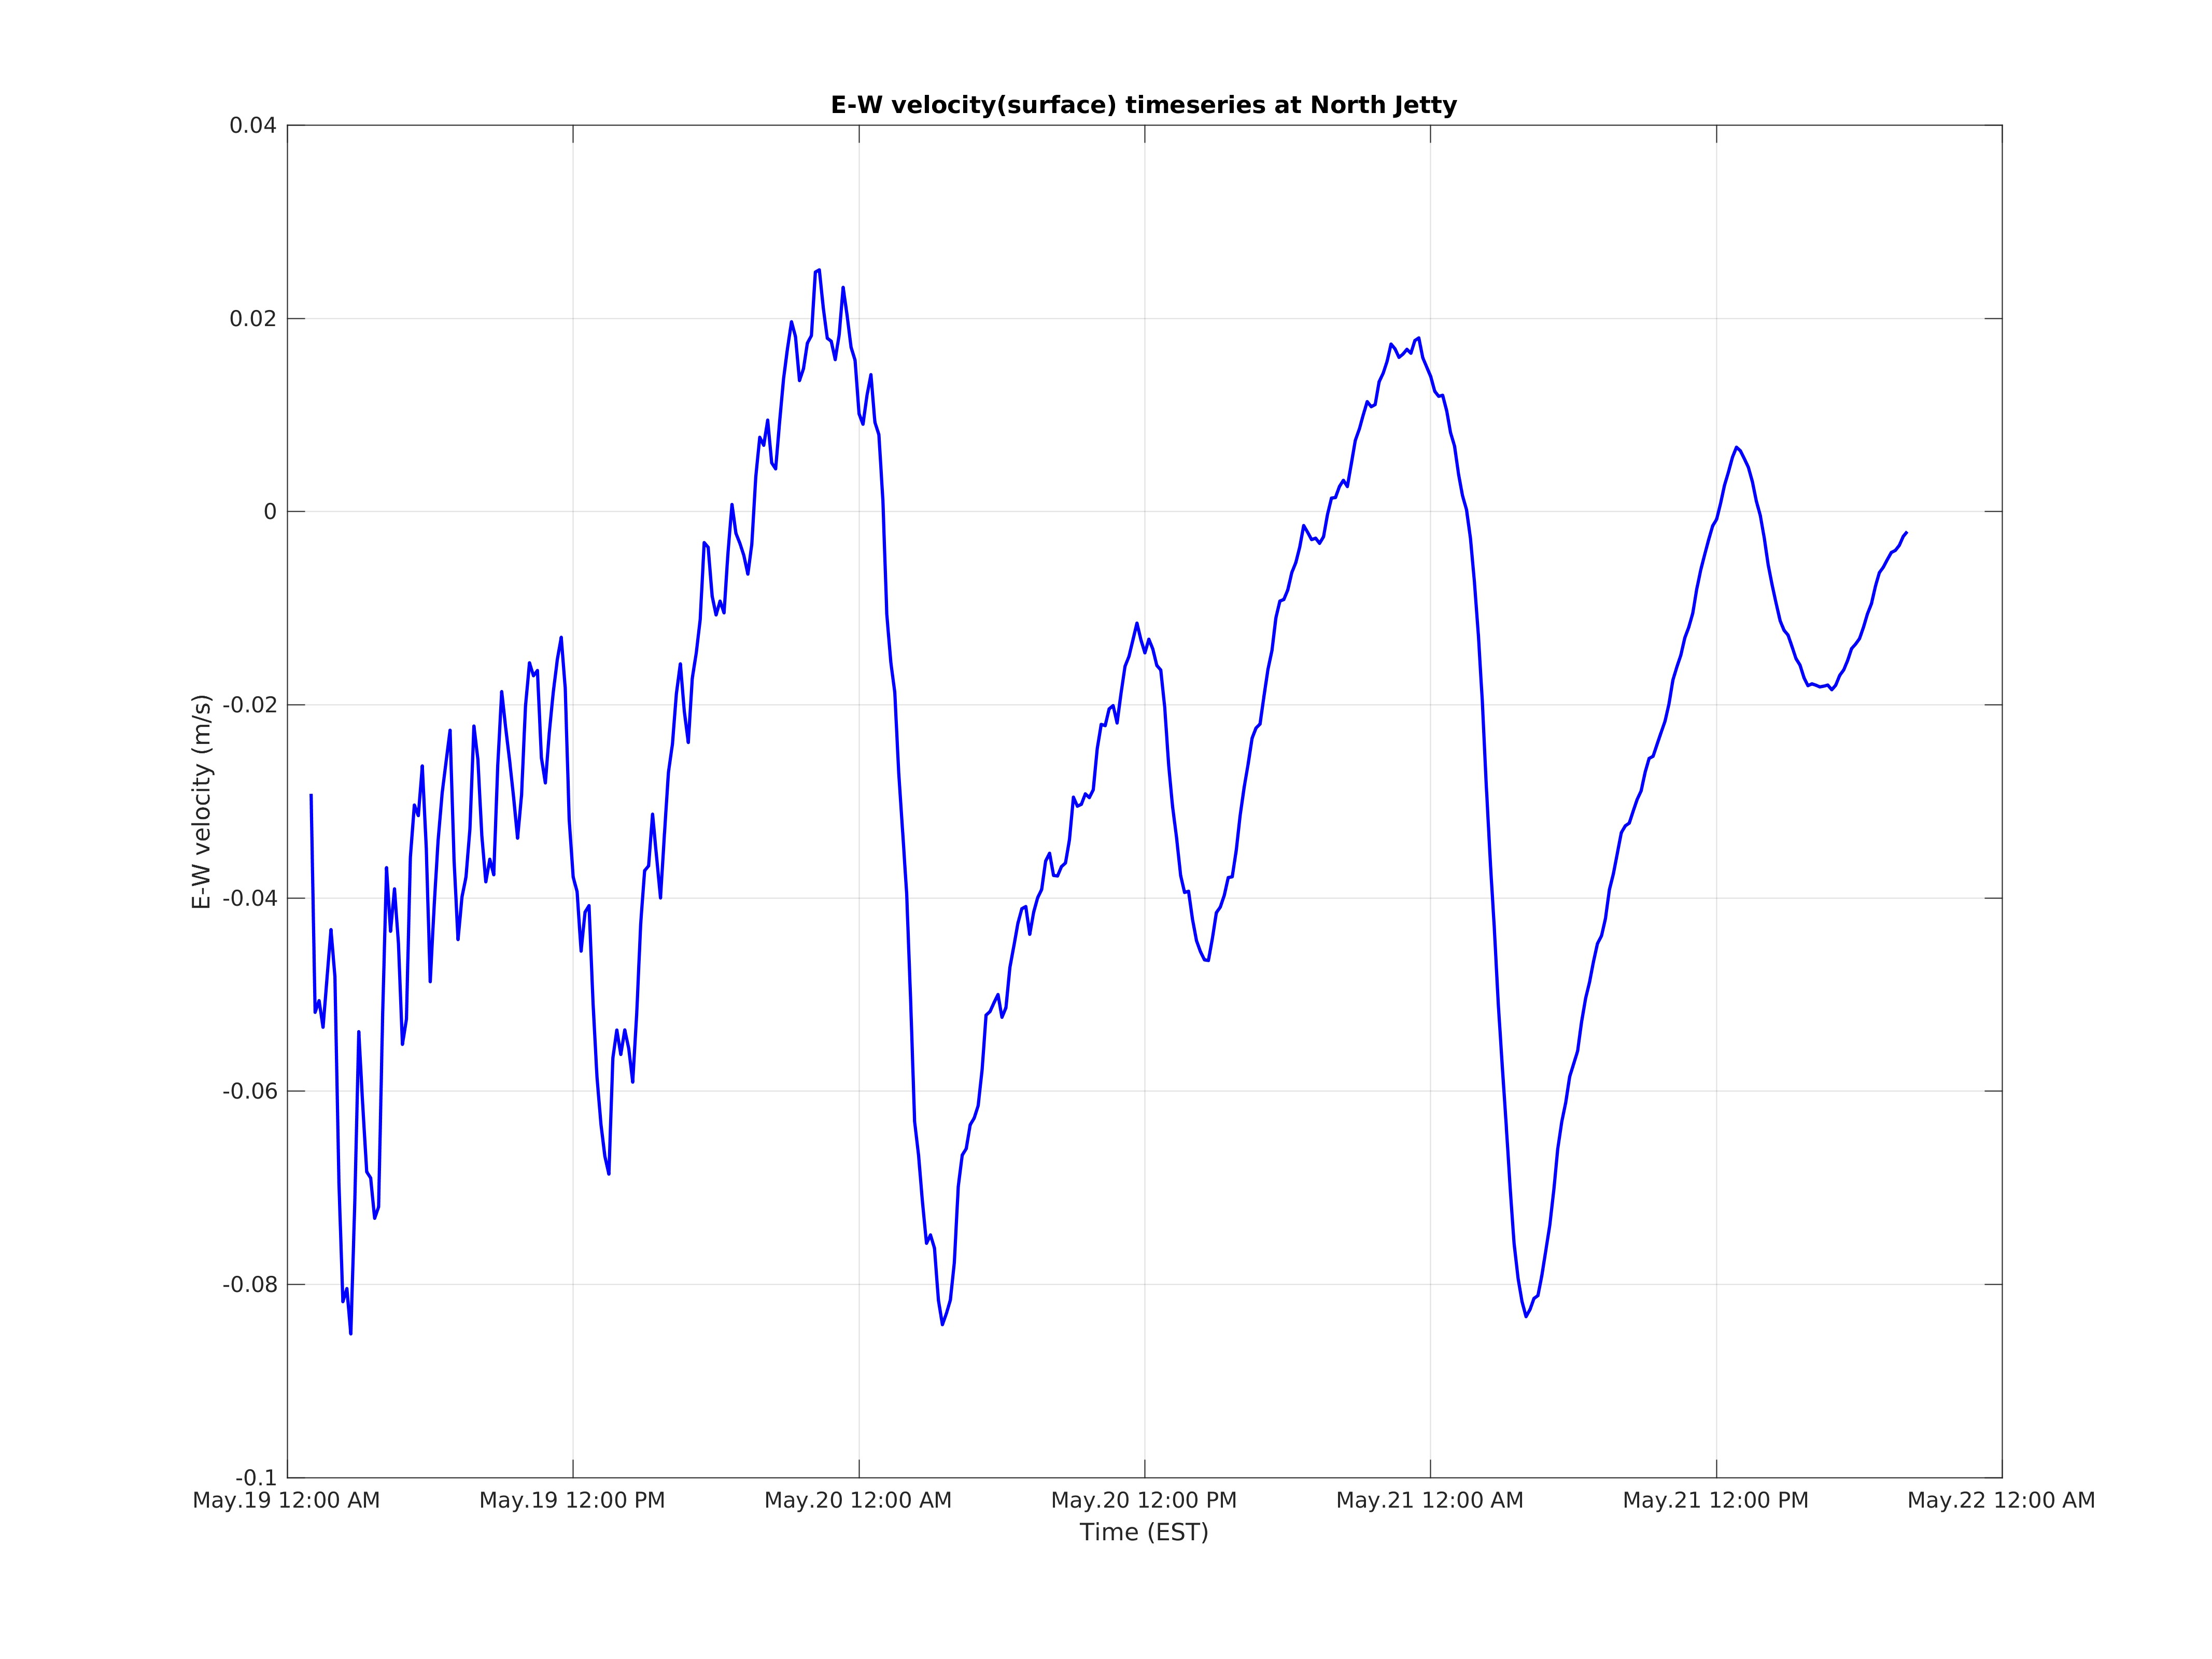 E-W velocity(surface) timeseries at North Jetty
0.04
0.02
0
-0.02
-0.04
-0.06
-0.08
-0.1
E-W velocity (m/s)
May.19 12:00 AM
May.19 12:00 PM
May.20 12:00 AM
May.20 12:00 PM
May.21 12:00 AM
May.21 12:00 PM
May.22 12:00 AM
Time (EST)